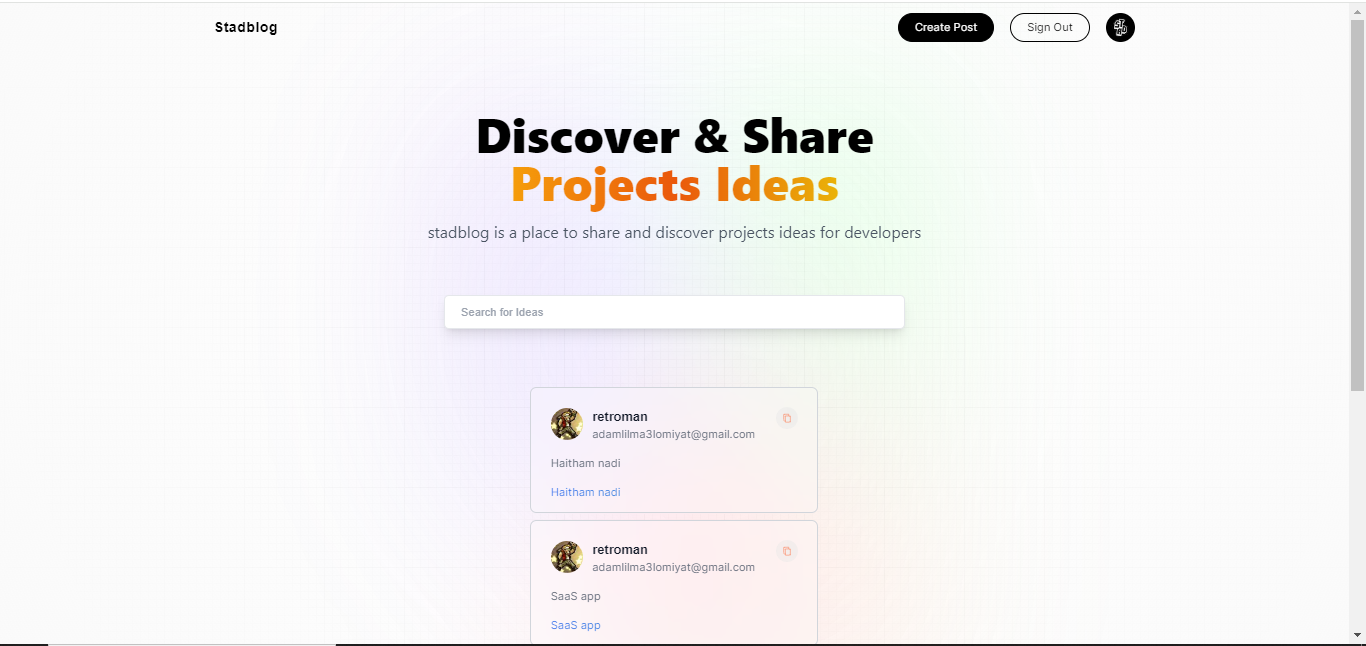 Stadblog
Create Post
Sign Out
Discover & Share
Projects Ideas
stadblog is a place to share and discover projects ideas for developers
Search for Ideas
retroman
adamlilma3lomiyat@gmail.com
Haitham nadi
Haitham nadi
retroman
adamlilma3lomiyat@gmail.com
SaaS app
SaaS app